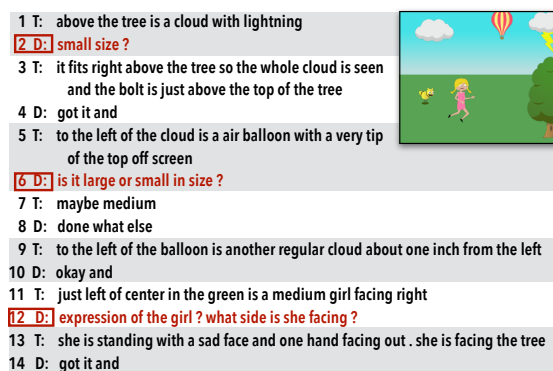 1 T: above the tree is a cloud with lightning
2 D: small size ?
3 T: it fits right above the tree so the whole cloud is seen
and the bolt is just above the top of the tree
4 D: got it and
5 T: to the left of the cloud is a air balloon with a very tip
of the top off screen
6 D: is it large or small in size ?
7 T: maybe medium
8 D: done what else
9 T: to the left of the balloon is another regular cloud about one inch from the left
10 D: okay and
11 T: just left of center in the green is a medium girl facing right
12 D: expression of the girl ? what side is she facing ?
13 T: she is standing with a sad face and one hand facing out . she is facing the tree
14 D: got it and